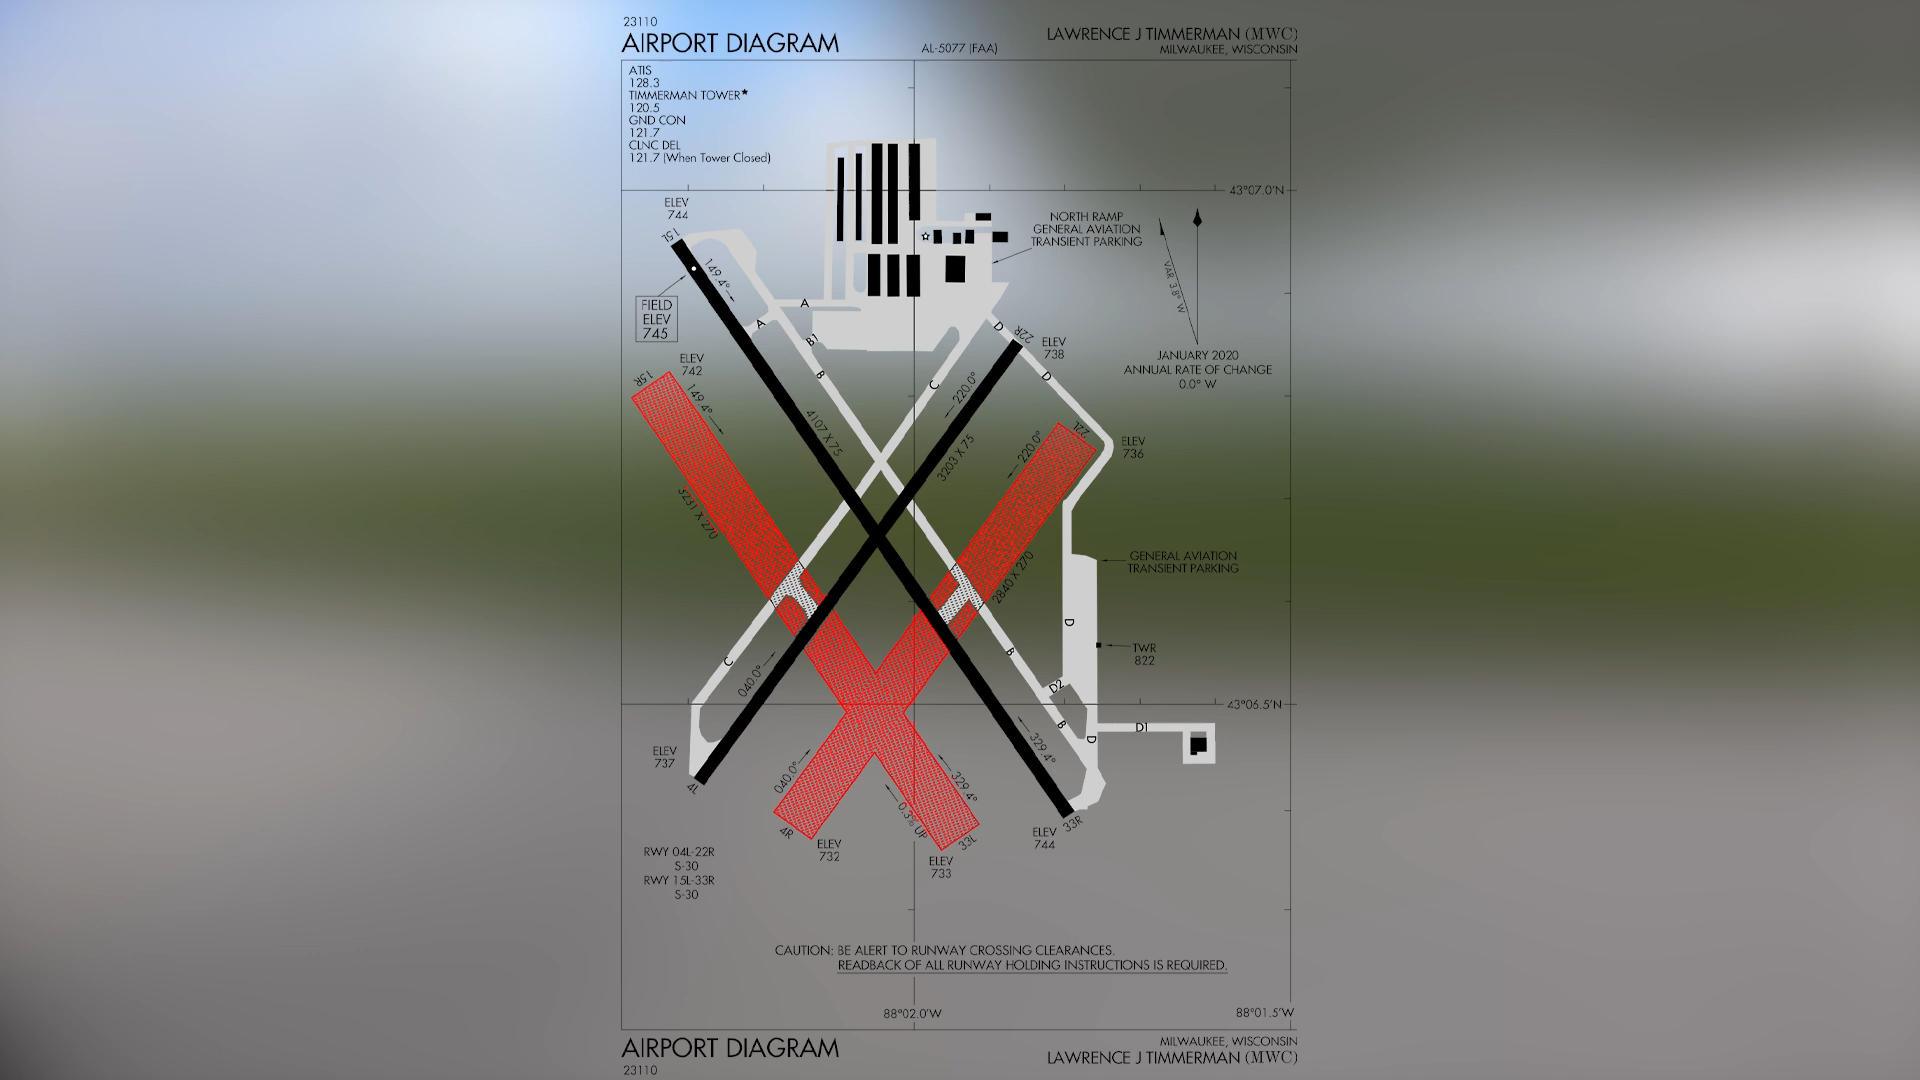 23110
AIRPORT DIAGRAM
AL-5077 (FAA)
LAWRENCE J TIMMERMAN (MWC)
MILWAUKEE, WISCONSIN
ATIS
128.3
TIMMERMAN TOWER★
120.5
GND CON
121.7
CLNC DEL
121.7 (When Tower Closed)
43°07.0'N
ELEV
744
15L
149.4°
NORTH RAMP
GENERAL AVIATION
TRANSIENT PARKING
VAR 3.8° W
JANUARY 2020
ANNUAL RATE OF CHANGE
0.0° W
FIELD
ELEV
745
A
A
B1
B
C
D
22R
ELEV
738
D
220.0°
ELEV
742
15R
149.4°
4107 X 75
3203 X 75
22L
220.0°
ELEV
736
5231 X 270
2840 X 270
GENERAL AVIATION
TRANSIENT PARKING
D
TWR
822
C
B
040.0°
D2
43°06.5'N
B
D
D1
ELEV
737
4L
040.0°
329.4°
329.4°
0.3% UP
4R
ELEV
732
33L
ELEV
733
33R
ELEV
744
RWY 04L-22R
S-30
RWY 15L-33R
S-30
CAUTION: BE ALERT TO RUNWAY CROSSING CLEARANCES.
READBACK OF ALL RUNWAY HOLDING INSTRUCTIONS IS REQUIRED.
88°02.0'W
88°01.5'W
AIRPORT DIAGRAM
23110
MILWAUKEE, WISCONSIN
LAWRENCE J TIMMERMAN (MWC)